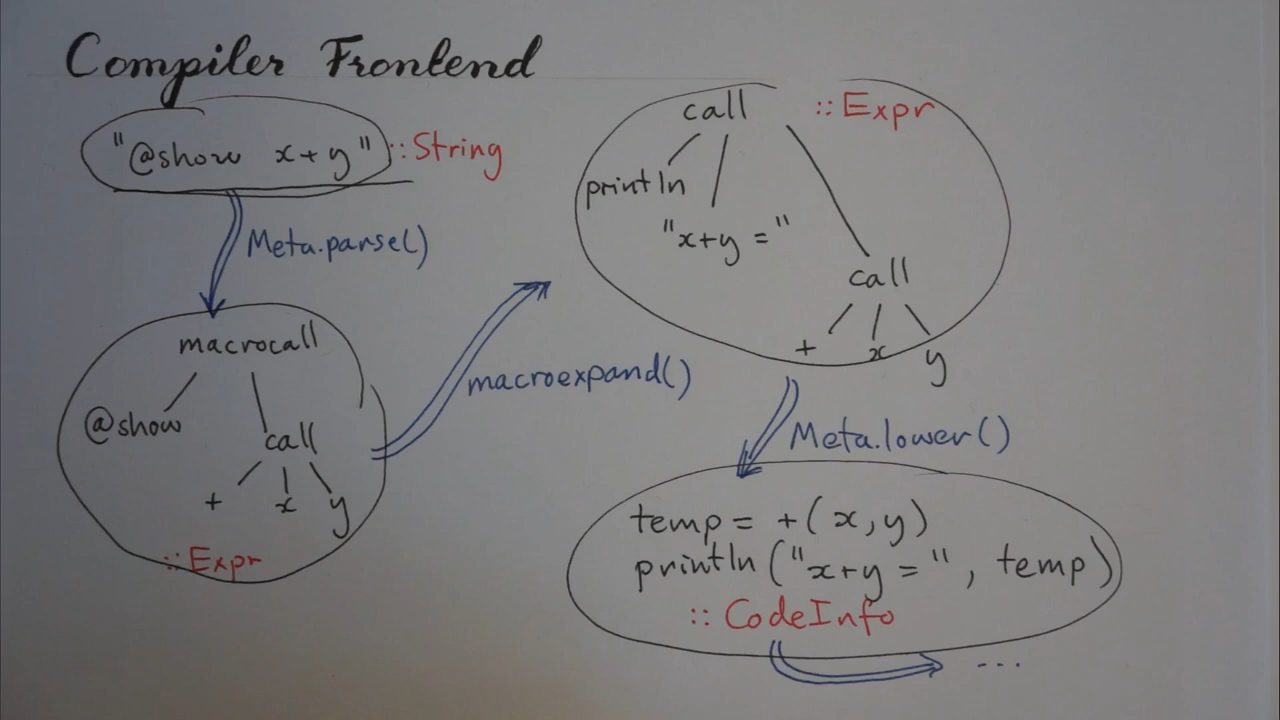 Compiler Frontend
"@show x+y" ::String
Meta.parse()
macrocall
@show
call
+ x y
::Expr
macroexpand()
call ::Expr
println
"x+y ="
call
+ x y
Meta.lower()
temp = +(x,y)
println("x+y =", temp)
:: CodeInfo
...